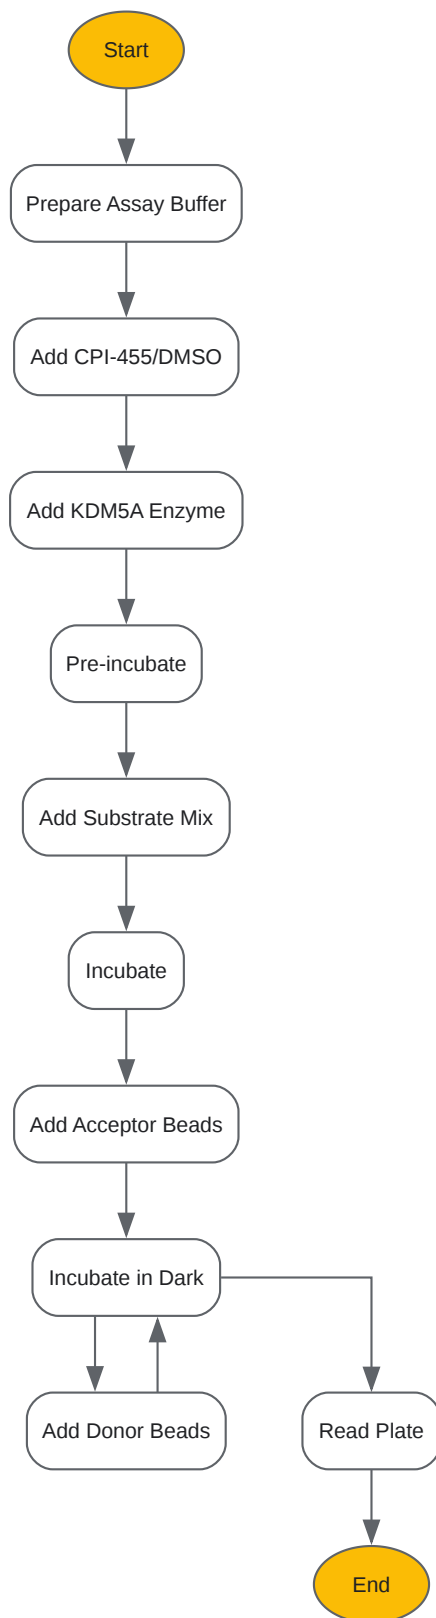 Start
Prepare Assay Buffer
Add CPI-455/DMSO
Add KDM5A Enzyme
Pre-incubate
Add Substrate Mix
Incubate
Add Acceptor Beads
Incubate in Dark
Add Donor Beads
Read Plate
End